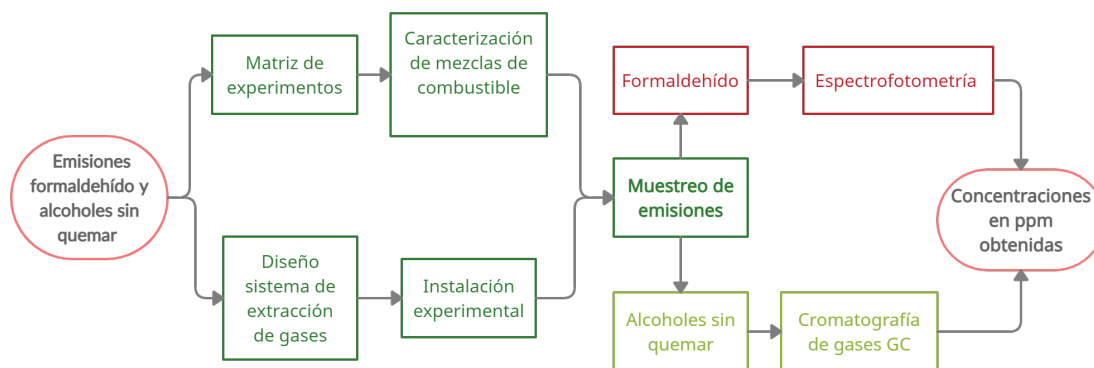 Emisiones
formaldehído y
alcoholes sin
quemar
Matriz de
experimentos
Caracterización
de mezclas de
combustible
Diseño
sistema de
extracción
de gases
Instalación
experimental
Muestreo de
emisiones
Formaldehído
Espectrofotometría
Alcoholes sin
quemar
Cromatografía
de gases GC
Concentraciones
en ppm
obtenidas